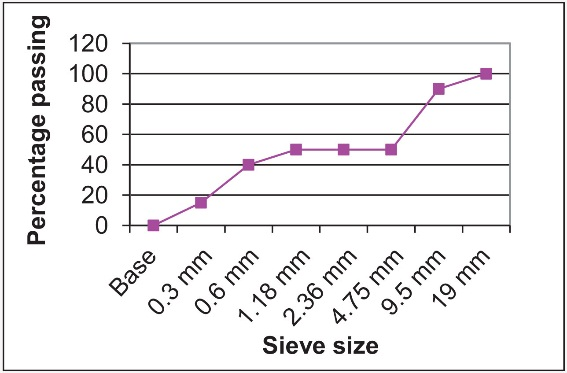 Percentage passing
120
100
80
60
40
20
0
Base
0.3 mm
0.6 mm
1.18 mm
2.36 mm
4.75 mm
9.5 mm
19 mm
Sieve size